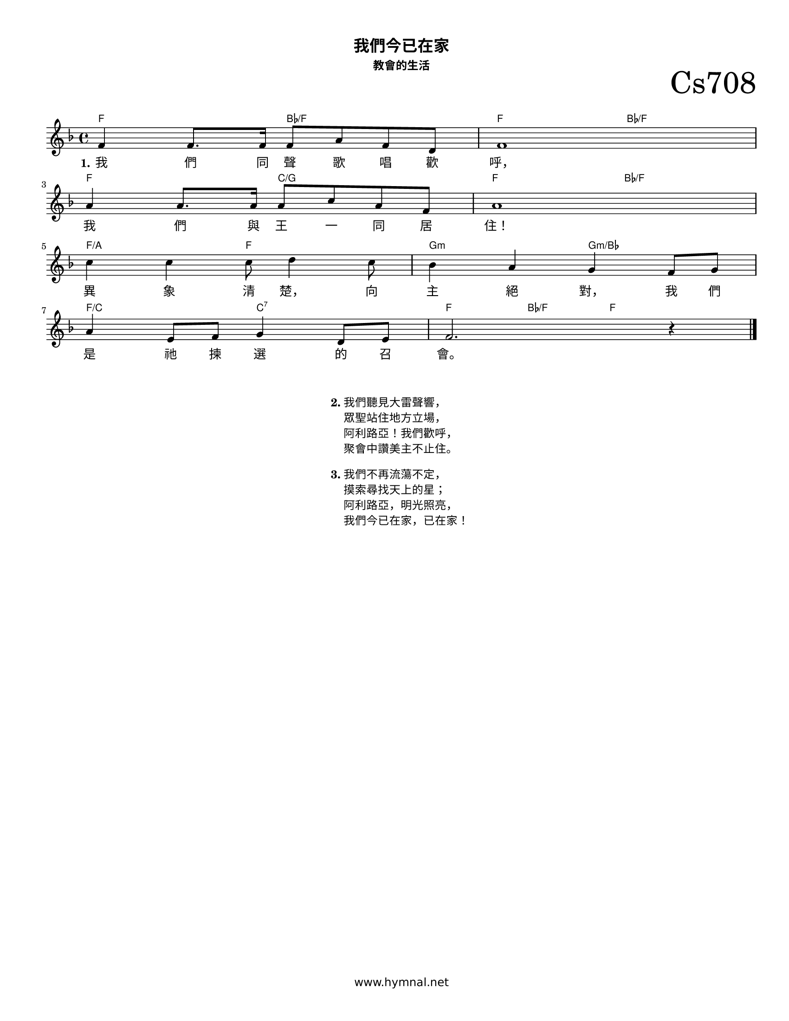 我們今已在家
教會的生活
Cs708
F B♭/F F B♭/F
1. 我 們 同 聲 歌 唱 歡 呼，
3 F C/G F B♭/F
我 們 與 王 一 同 居 住！
5 F/A F Gm Gm/B♭
異 象 清 楚， 向 主 絕 對， 我 們
7 F/C C7 F B♭/F F
是 祂 揀 選 的 召 會。
2. 我們聽見大雷聲響，
眾聖站住地方立場，
阿利路亞！我們歡呼，
聚會中讚美主不止住。
3. 我們不再流蕩不定，
摸索尋找天上的星；
阿利路亞，明光照亮，
我們今已在家，已在家！
www.hymnal.net